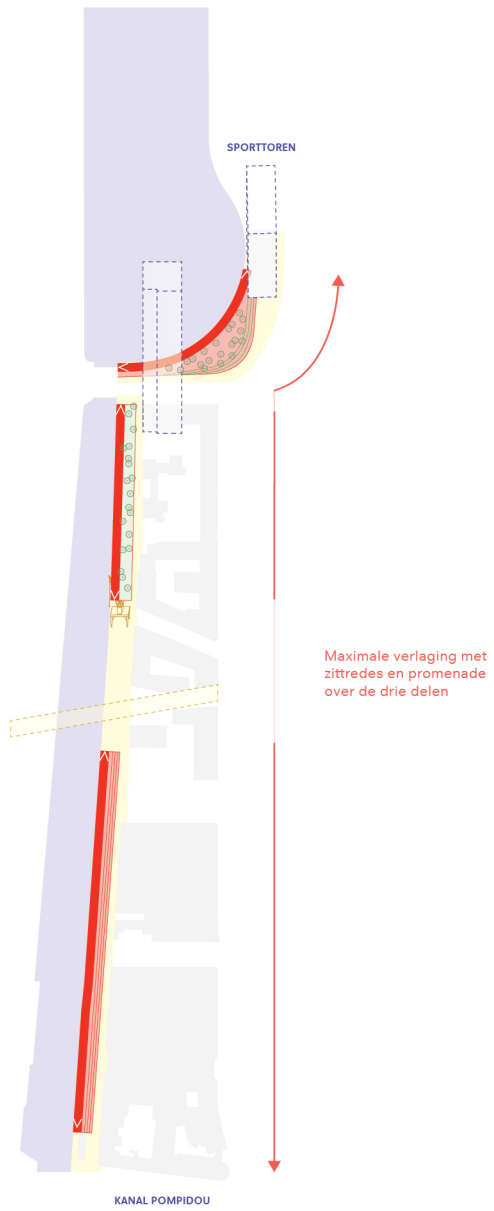 SPORTTOREN
Maximale verlaging met
zittredes en promenade
over de drie delen
KANAL POMPIDOU